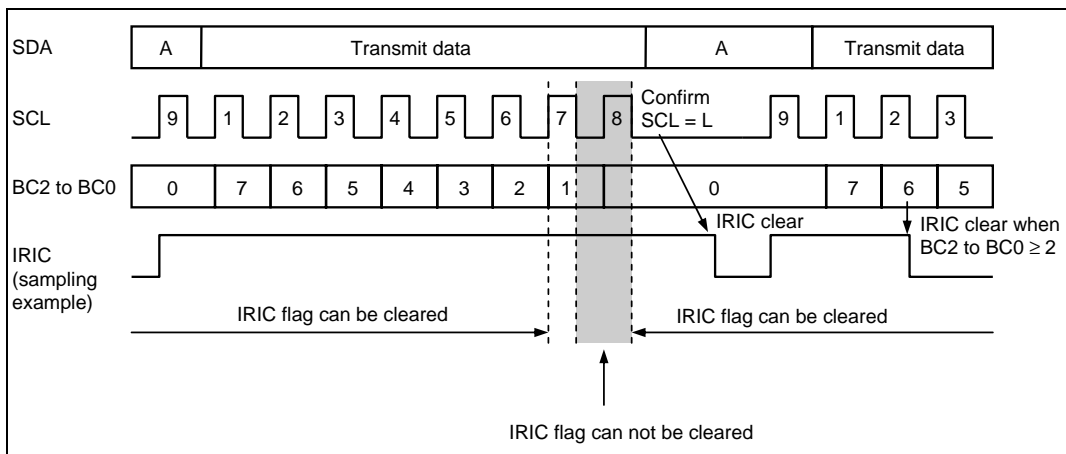 SDA
A
Transmit data
A
Transmit data
SCL
9
1
2
3
4
5
6
7
8
Confirm
SCL = L
9
1
2
3
BC2 to BC0
0
7
6
5
4
3
2
1
0
7
6
5
IRIC
(sampling
example)
IRIC clear
IRIC clear when
BC2 to BC0 ≥ 2
IRIC flag can be cleared
IRIC flag can be cleared
IRIC flag can not be cleared